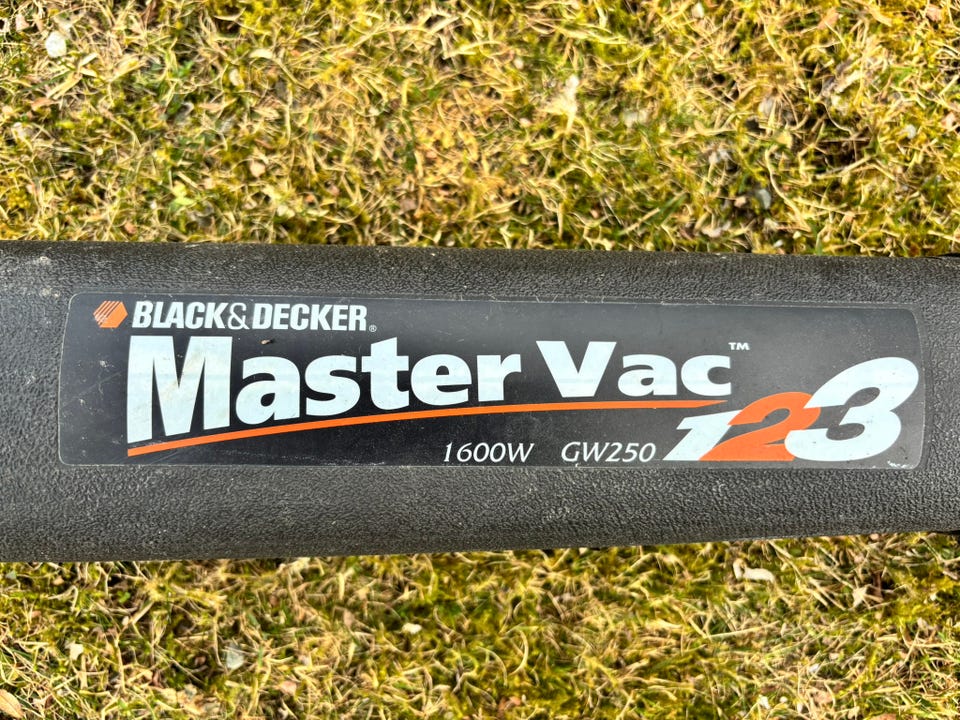 BLACK&DECKER®
Master Vac™
1600W GW250 123